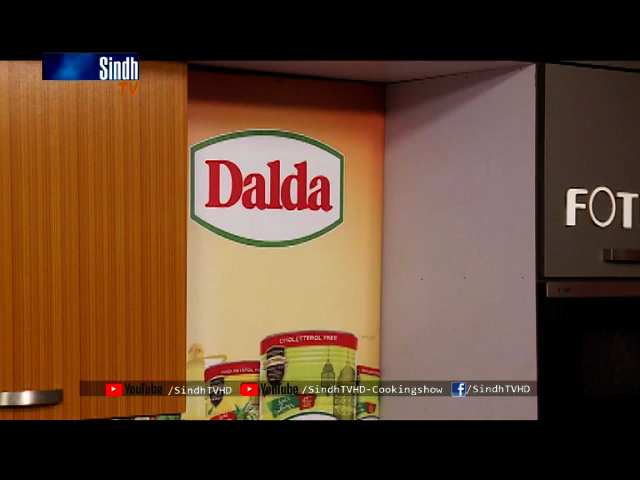 Sindh
TV
Dalda
FOT
CHOLESTEROL FREE
YouTube /SindhTVHD YouTube /SindhTVHD-Cookingshow /SindhTVHD